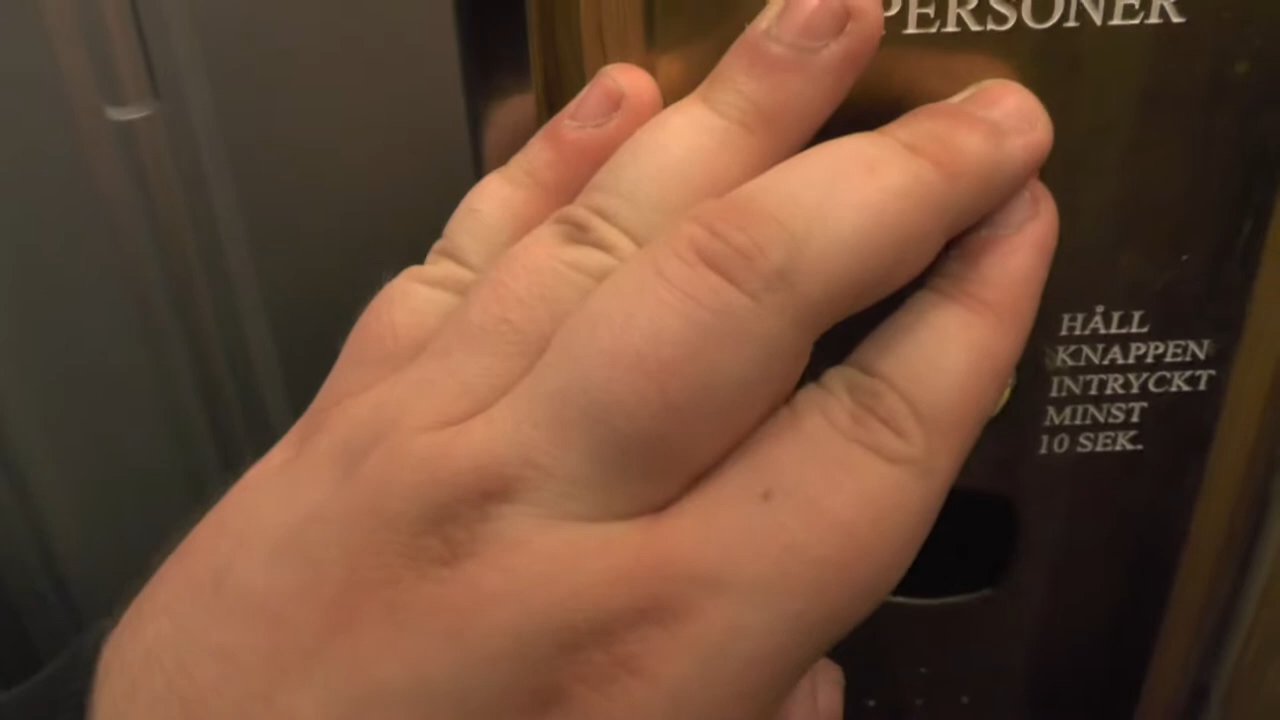 PERSONER
HÅLL
KNAPPEN
INTRYCKT
MINST
10 SEK.